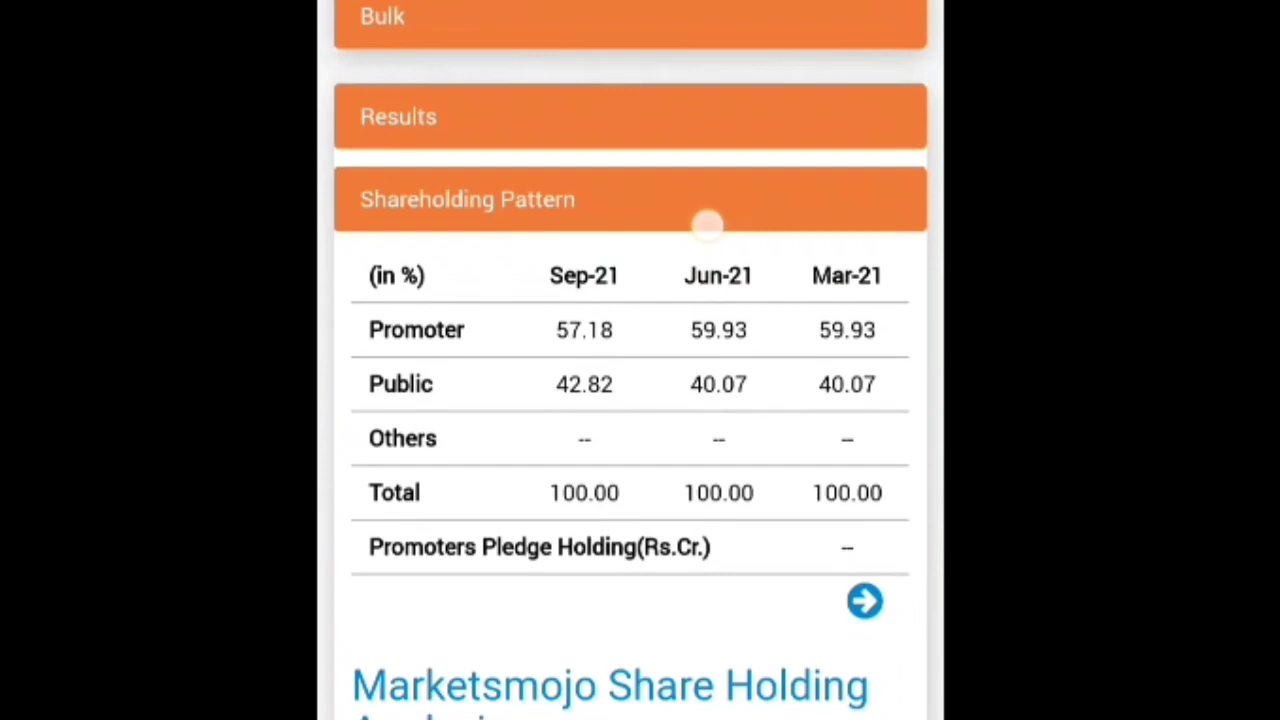 Bulk
Results
Shareholding Pattern
(in %) Sep-21 Jun-21 Mar-21
Promoter 57.18 59.93 59.93
Public 42.82 40.07 40.07
Others -- -- --
Total 100.00 100.00 100.00
Promoters Pledge Holding(Rs.Cr.) --
Marketsmojo Share Holding